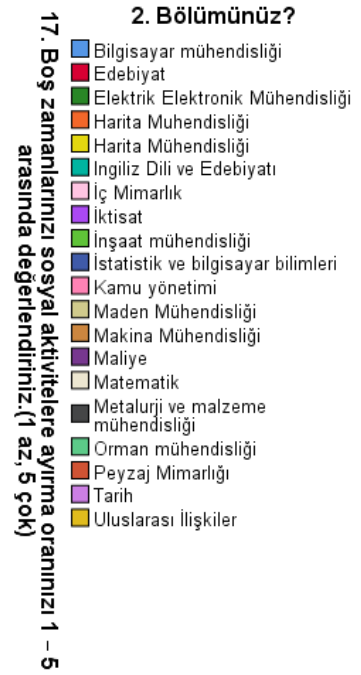 2. Bölümünüz?
Bilgisayar mühendisliği
Edebiyat
Elektrik Elektronik Mühendisliği
Harita Muhendisliği
Harita Mühendisliği
Ingiliz Dili ve Edebiyatı
İç Mimarlık
İktisat
İnşaat mühendisliği
İstatistik ve bilgisayar bilimleri
Kamu yönetimi
Maden Mühendisliği
Makina Mühendisliği
Maliye
Matematik
Metalurji ve malzeme
mühendisliği
Orman mühendisliği
Peyzaj Mimarlığı
Tarih
Uluslarası İlişkiler
17. Boş zamanlarınızı sosyal aktivitelere ayırma oranınızı 1 – 5
arasında değerlendiriniz.(1 az, 5 çok)